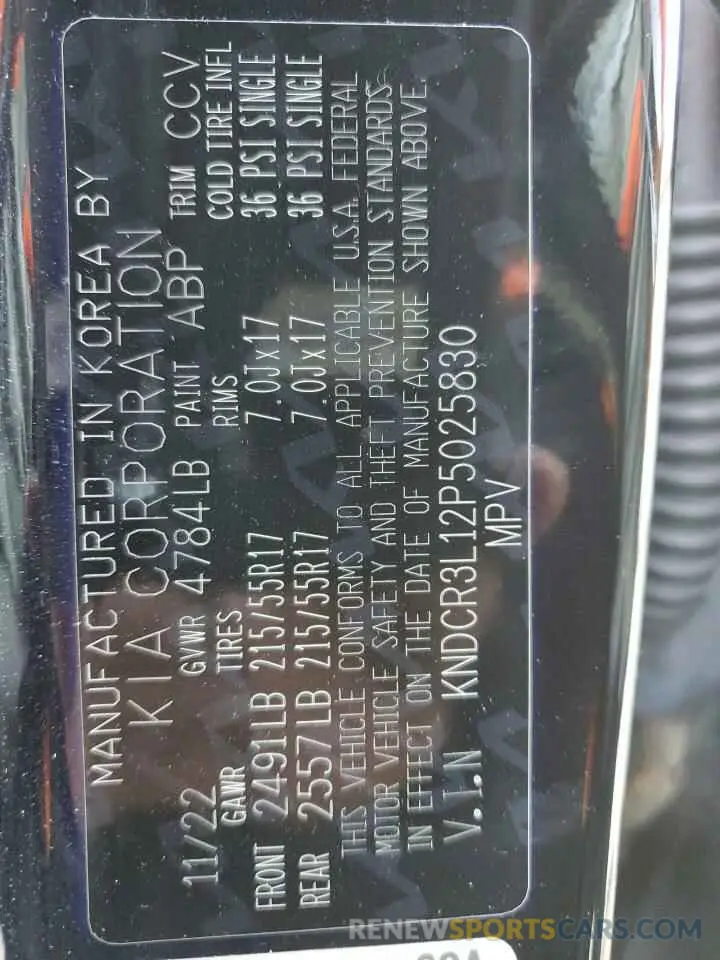 MANUFACTURED IN KOREA BY
KIA CORPORATION
11/22 GVWR 4784LB PAINT ABP TRIM CCV
GAWR TIRES RIMS COLD TIRE INFL
FRONT 2491LB 215/55R17 7.0Jx17 36 PSI SINGLE
REAR 2557LB 215/55R17 7.0Jx17 36 PSI SINGLE
THIS VEHICLE CONFORMS TO ALL APPLICABLE U.S.A. FEDERAL
MOTOR VEHICLE SAFETY AND THEFT PREVENTION STANDARDS
IN EFFECT ON THE DATE OF MANUFACTURE SHOWN ABOVE.
V.I.N KNDCR3L12P5025830
MPV
RENEWSPORTSCARS.COM